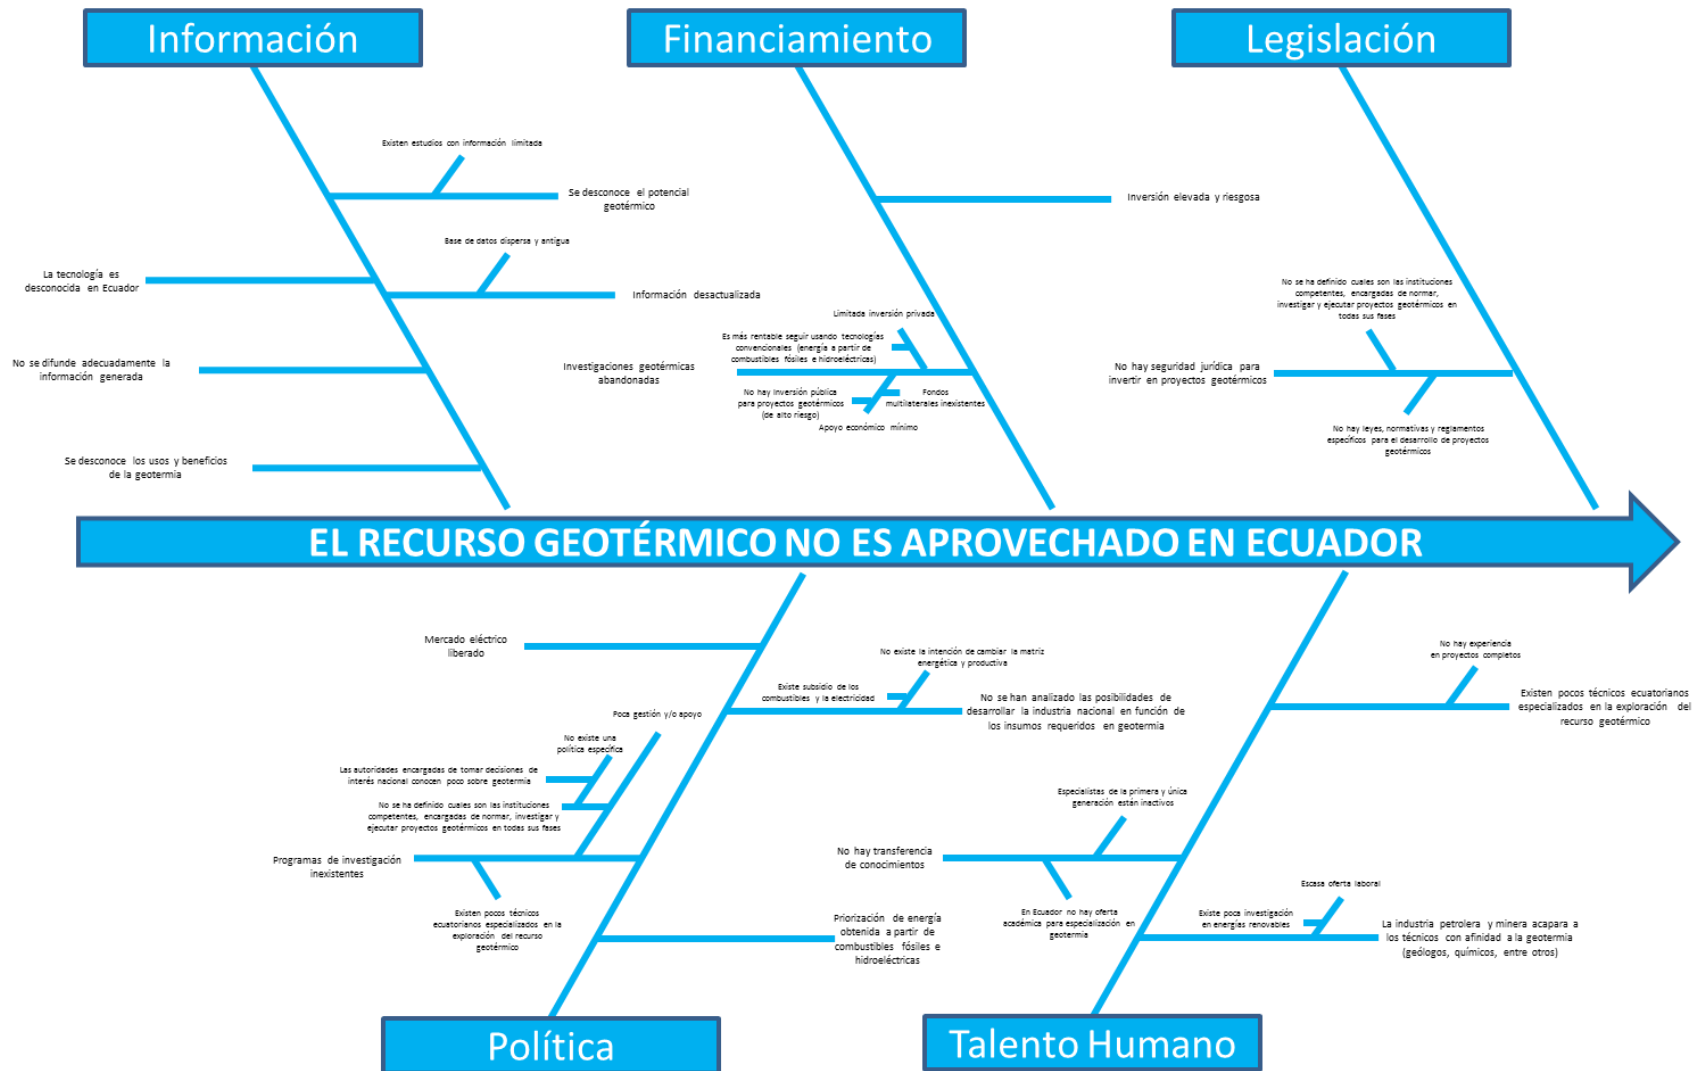 Información
Financiamiento
Legislación
Existen estudios con información limitada
Se desconoce el potencial
geotérmico
Base de datos dispersa y antigua
La tecnología es
desconocida en Ecuador
Información desactualizada
No se difunde adecuadamente la
información generada
Se desconoce los usos y beneficios
de la geotermia
Inversión elevada y riesgosa
Limitada inversión privada
Es más rentable seguir usando tecnologías
convencionales (energía a partir de
combustibles fósiles e hidroeléctricas)
Investigaciones geotérmicas
abandonadas
No hay inversión pública
para proyectos geotérmicos
(de alto riesgo)
Fondos
multilaterales inexistentes
Apoyo económico mínimo
No se ha definido cuales son las instituciones
competentes, encargadas de normar,
investigar y ejecutar proyectos geotérmicos en
todas sus fases
No hay seguridad jurídica para
invertir en proyectos geotérmicos
No hay leyes, normativas y reglamentos
específicos para el desarrollo de proyectos
geotérmicos
EL RECURSO GEOTÉRMICO NO ES APROVECHADO EN ECUADOR
Mercado eléctrico
liberado
No existe la intención de cambiar la matriz
energética y productiva
Existe subsidio de los
combustibles y la electricidad
No se han analizado las posibilidades de
desarrollar la industria nacional en función de
los insumos requeridos en geotermia
Poca gestión y/o apoyo
No existe una
política específica
Las autoridades encargadas de tomar decisiones de
interés nacional conocen poco sobre geotermia
No se ha definido cuales son las instituciones
competentes, encargadas de normar, investigar y
ejecutar proyectos geotérmicos en todas sus fases
Programas de investigación
inexistentes
Existen pocos técnicos
ecuatorianos especializados en la
exploración del recurso
geotérmico
Priorización de energía
obtenida a partir de
combustibles fósiles e
hidroeléctricas
No hay experiencia
en proyectos completos
Existen pocos técnicos ecuatorianos
especializados en la exploración del
recurso geotérmico
Especialistas de la primera y única
generación están inactivos
No hay transferencia
de conocimientos
En Ecuador no hay oferta
académica para especialización en
geotermia
Escasa oferta laboral
Existe poca investigación
en energías renovables
La industria petrolera y minera acapara a
los técnicos con afinidad a la geotermia
(geólogos, químicos, entre otros)
Política
Talento Humano